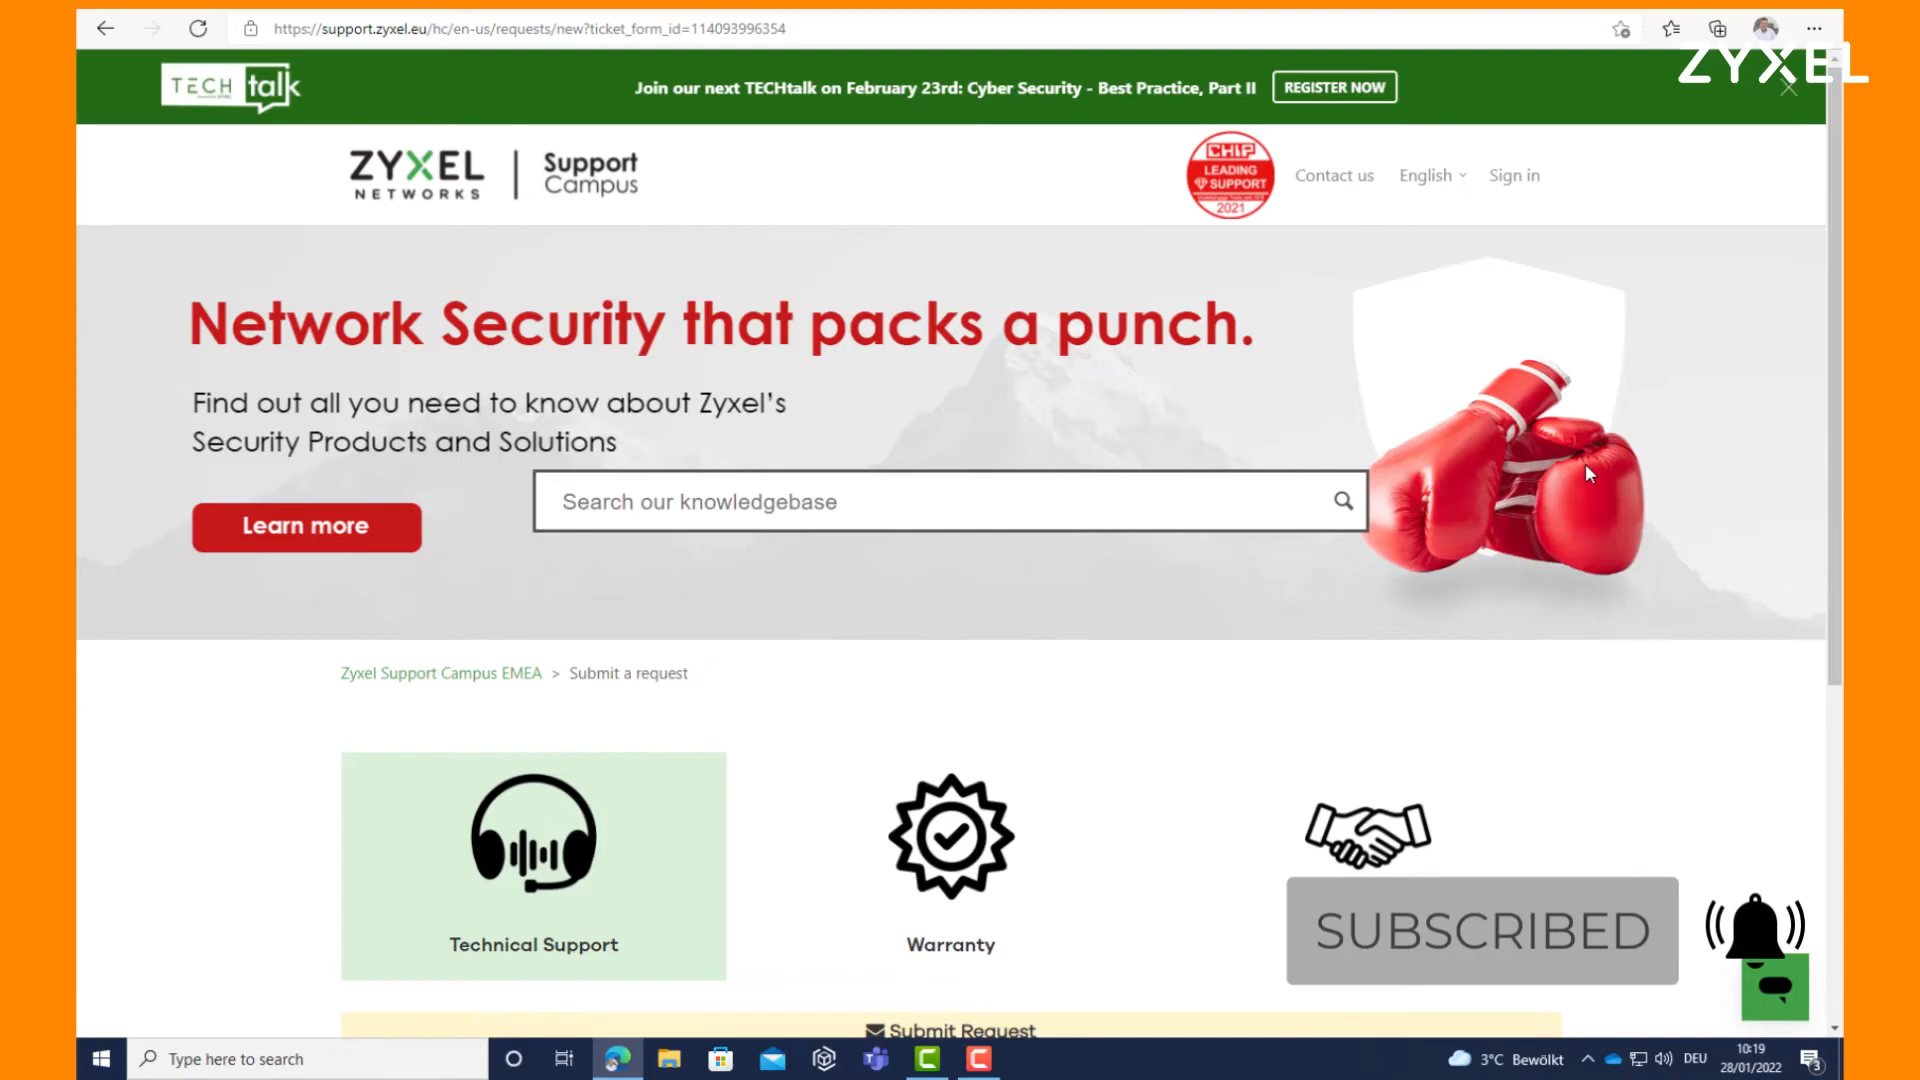 https://support.zyxel.eu/hc/en-us/requests/new?ticket_form_id=114093996354
ZYXEL
TECH talk
Join our next TECHtalk on February 23rd: Cyber Security - Best Practice, Part II
REGISTER NOW
ZYXEL
NETWORKS
Support
Campus
CHIP
LEADING
SUPPORT
2021
Contact us
English
Sign in
Network Security that packs a punch.
Find out all you need to know about Zyxel's
Security Products and Solutions
Search our knowledgebase
Learn more
Zyxel Support Campus EMEA > Submit a request
Technical Support
Warranty
SUBSCRIBED
Submit Request
Type here to search
3°C Bewölkt
DEU
10:19
28/01/2022
3